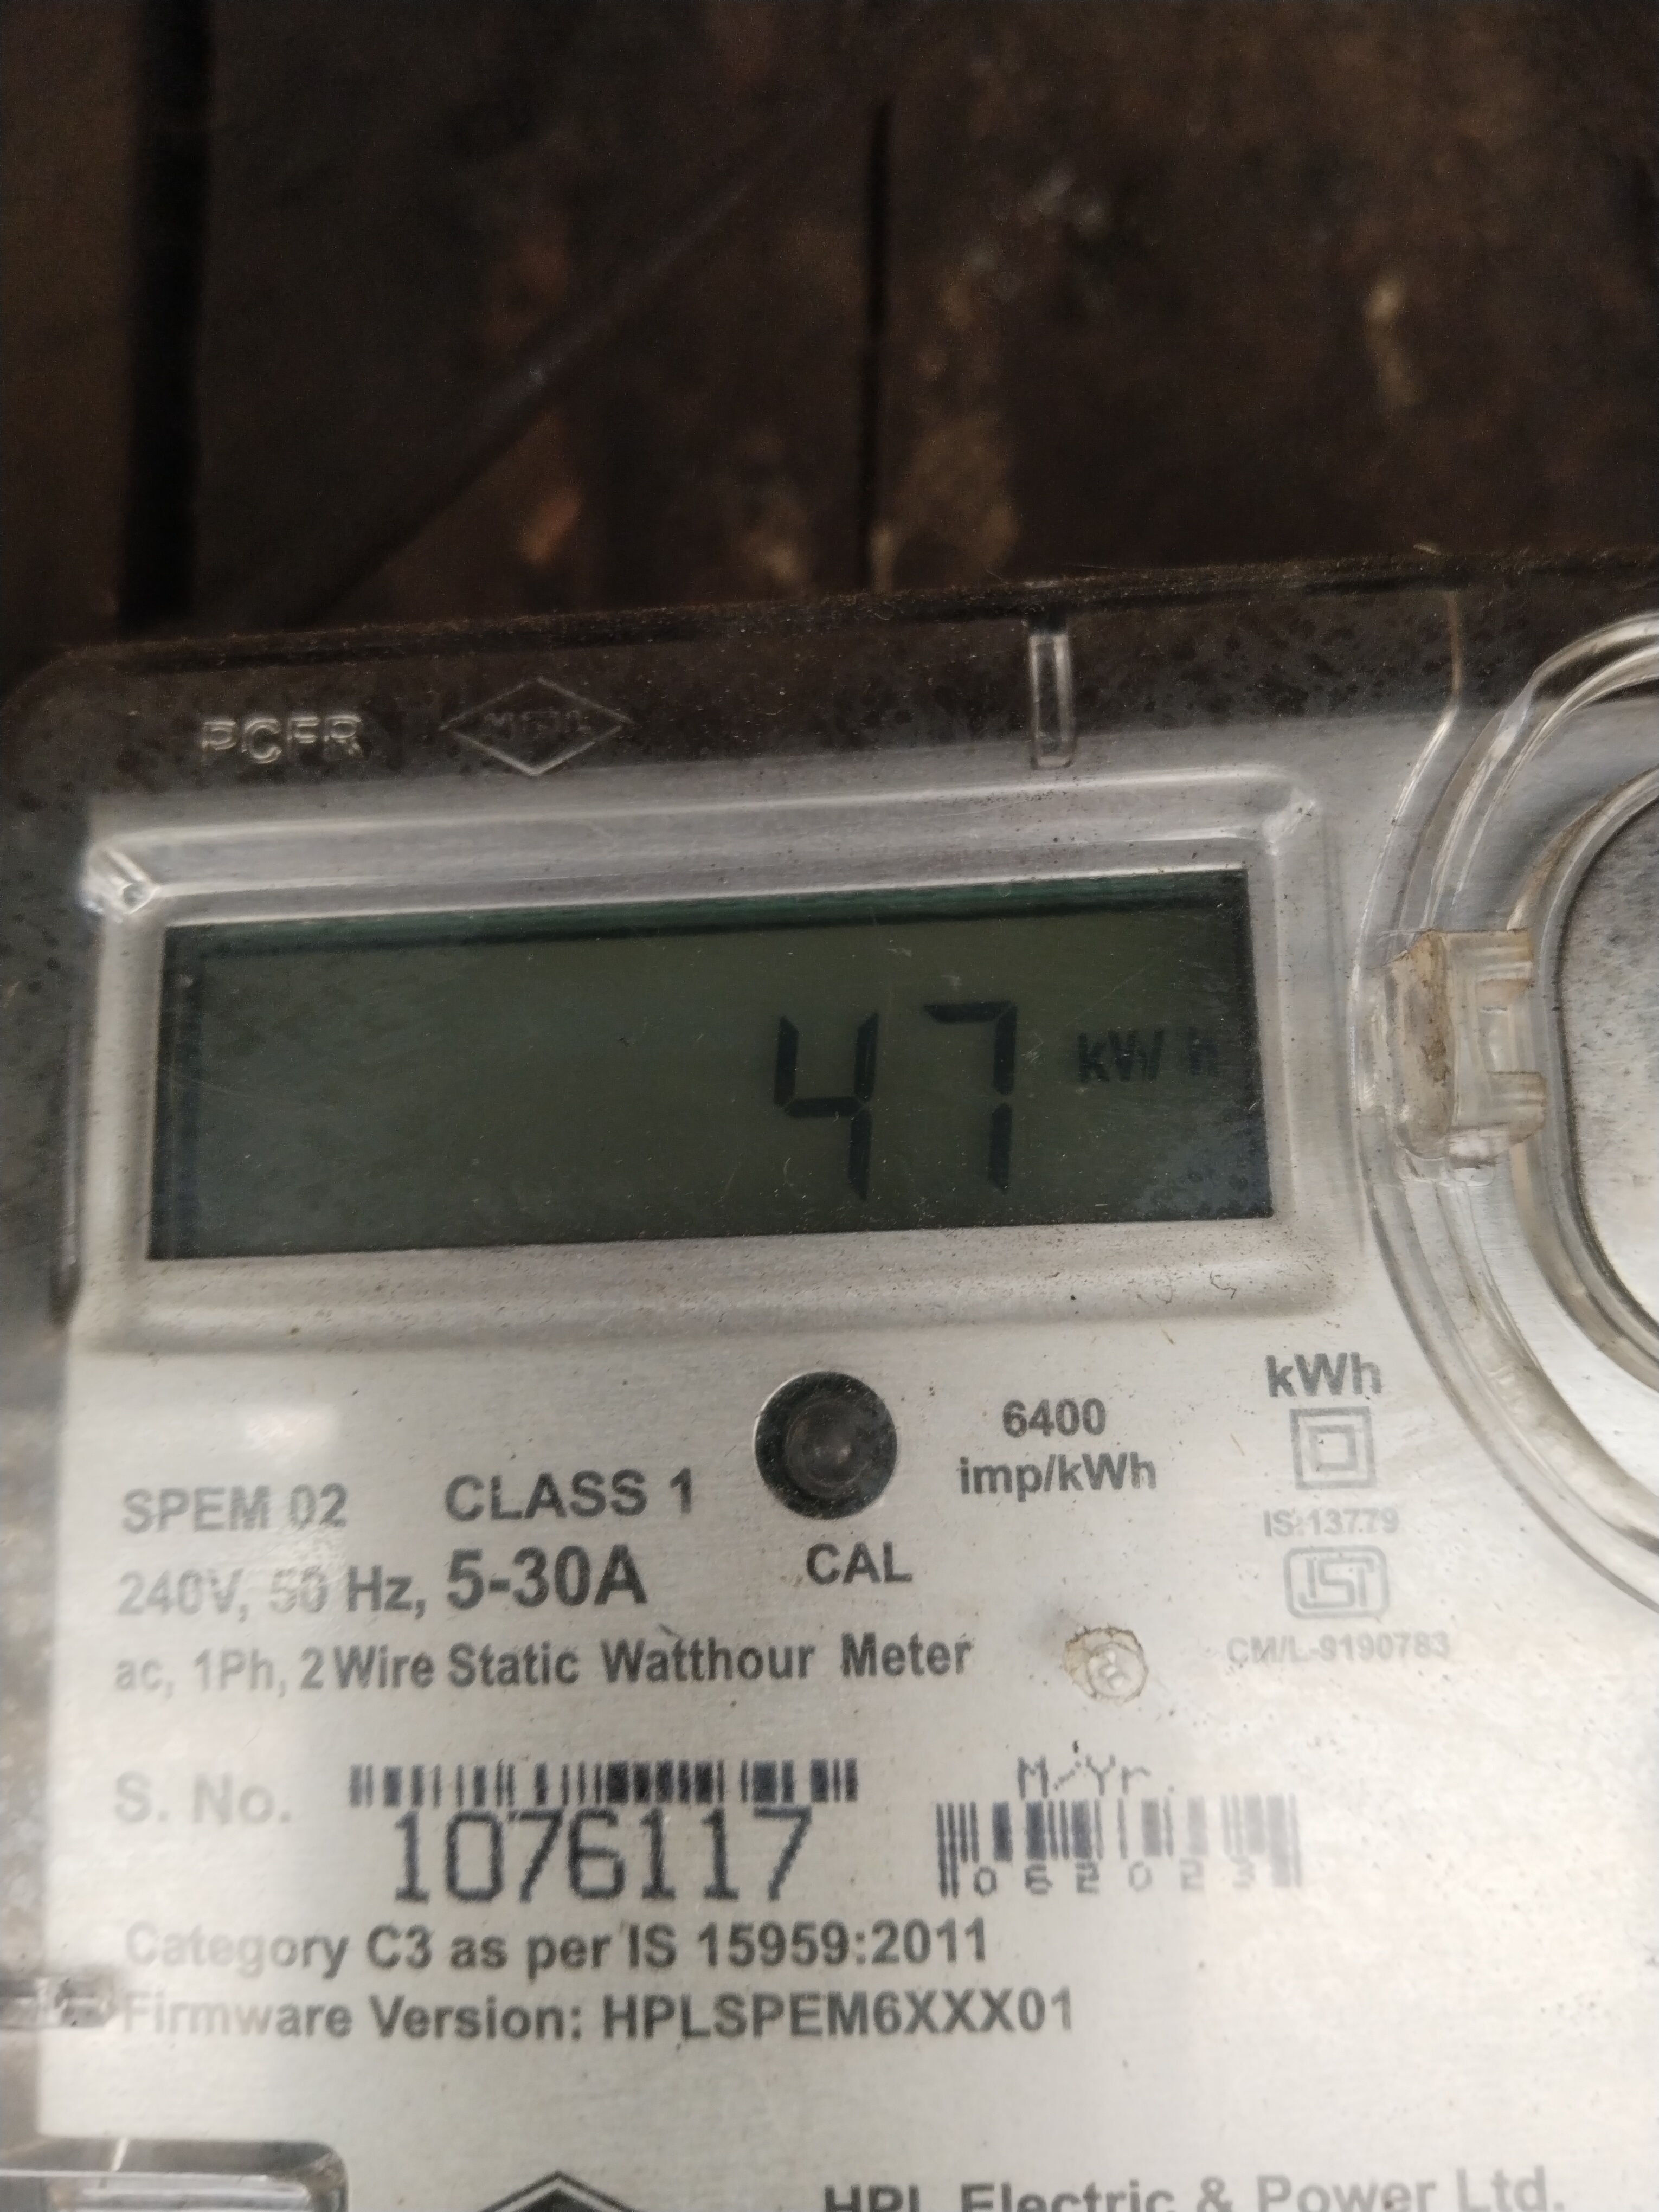 PCFR
47 kWh
kWh
6400
imp/kWh
SPEM 02 CLASS 1
IS:13779
CAL
240V, 50 Hz, 5-30A
ac, 1Ph, 2 Wire Static Watthour Meter
CM/L-9190783
M/Yr.
S. No.
1076117
062023
Category C3 as per IS 15959:2011
Firmware Version: HPLSPEM6XXX01
HPL Electric & Power Ltd.